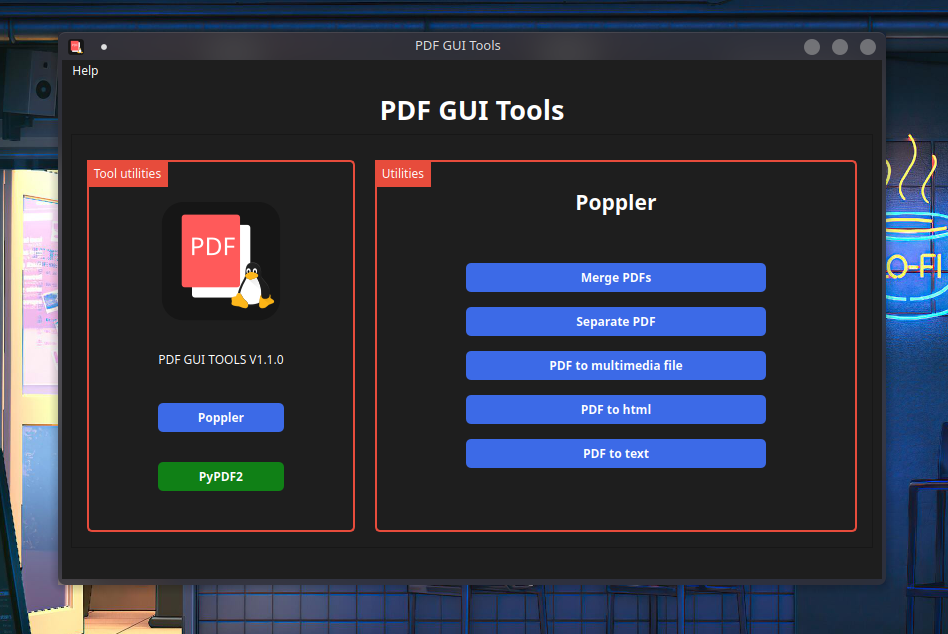 PDF GUI Tools
Help
PDF GUI Tools
Tool utilities
PDF
PDF GUI TOOLS V1.1.0
Poppler
PyPDF2
Utilities
Poppler
Merge PDFs
Separate PDF
PDF to multimedia file
PDF to html
PDF to text
O-FI